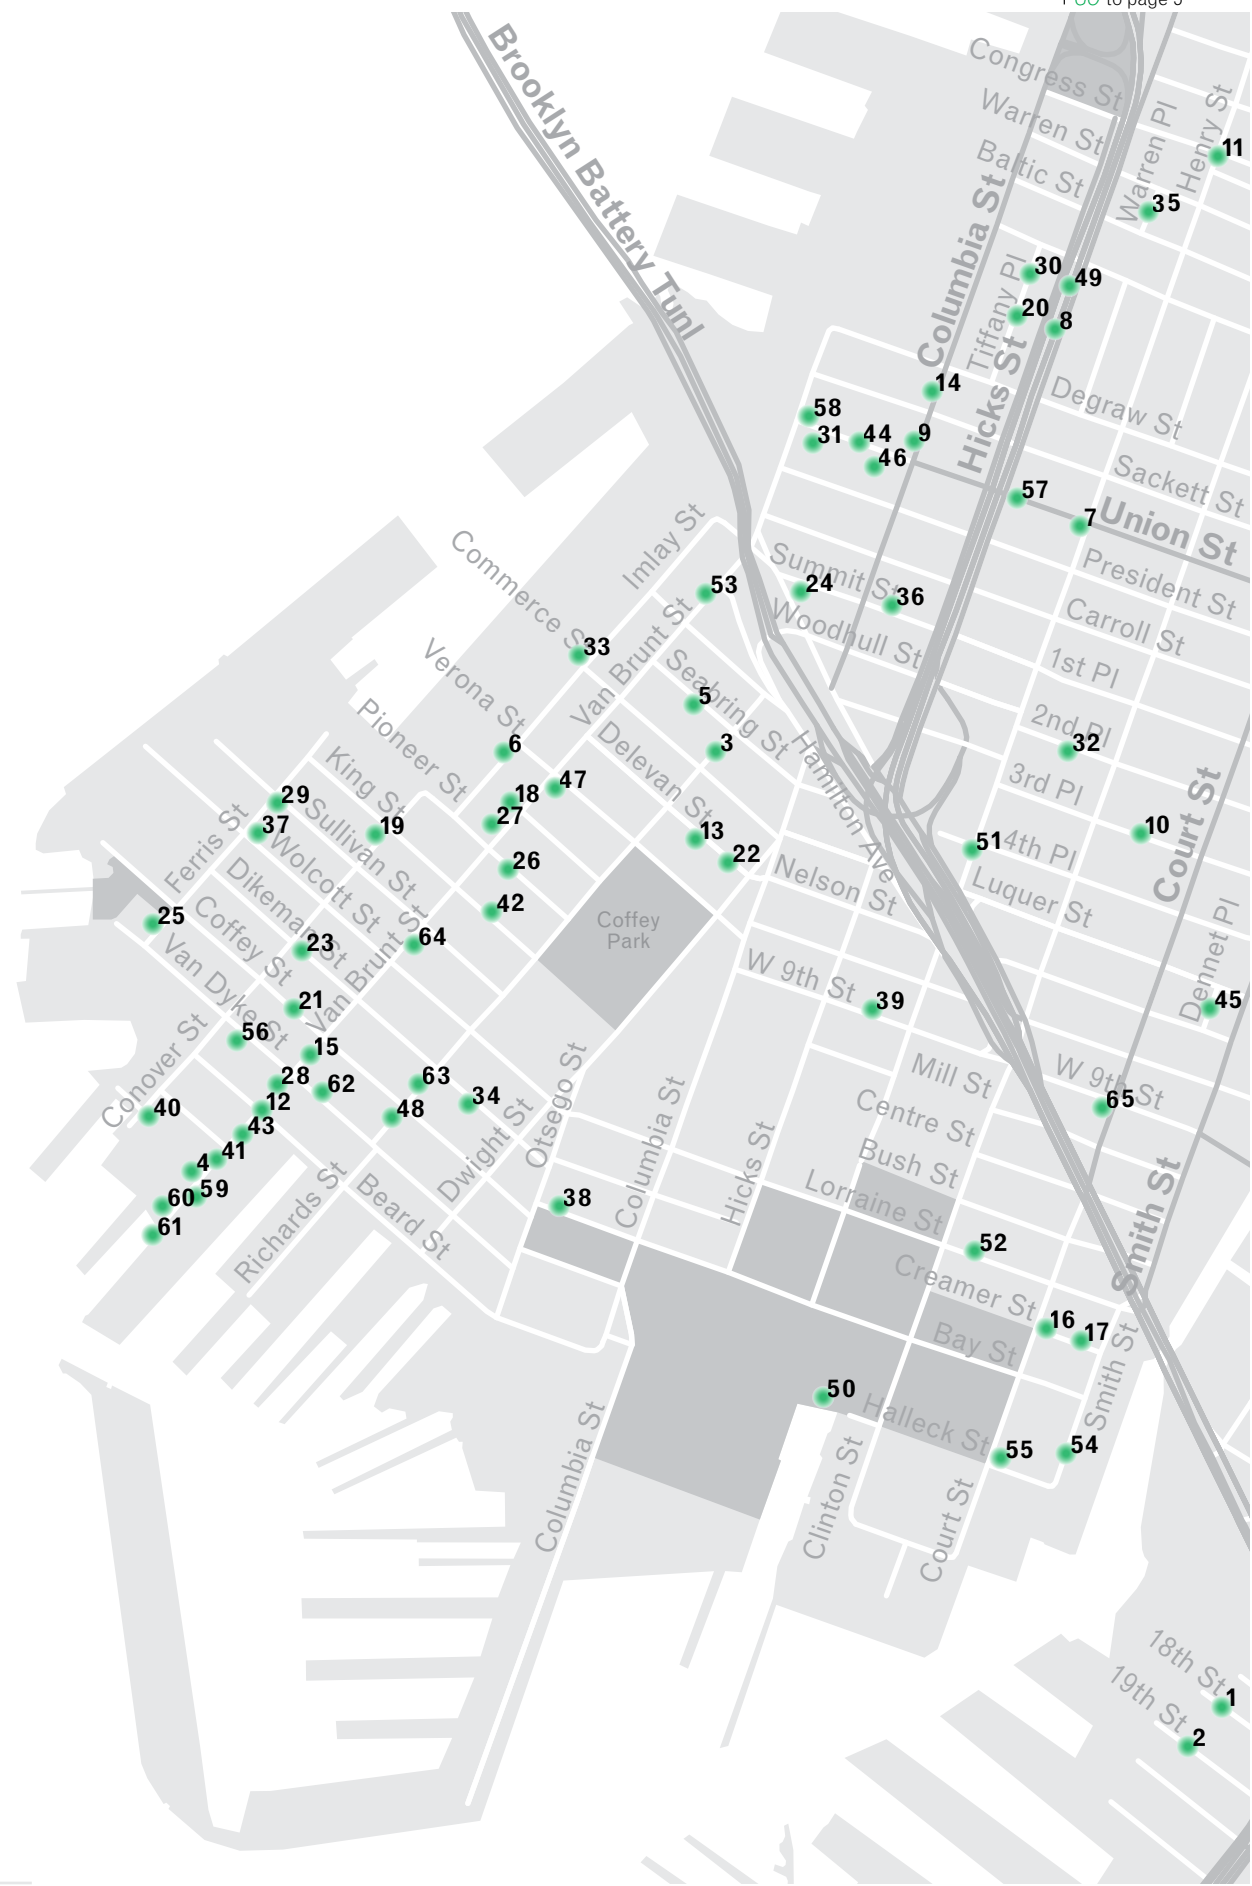 to page 5
Brooklyn Battery Tunl
Congress St
Warren St
Baltic St
Warren Pl
Henry St
11
35
Columbia St
Tiffany Pl
30
49
20
8
Hicks St
14
Degraw St
58
31
44
9
46
Sackett St
57
7
Union St
Imlay St
Commerce St
Summit St
24
36
President St
53
Woodhull St
Carroll St
33
Van Brunt St
1st Pl
Verona St
Seabring St
5
2nd Pl
32
Pioneer St
6
3
Delevan St
Hamilton Ave
3rd Pl
King St
47
18
27
29
37
19
Sullivan St
13
22
10
51
4th Pl
Court St
Ferris St
Wolcott St
26
Nelson St
Luquer St
Dikeman St
42
Coffey
Park
25
Coffey St
23
64
Van Brunt St
Van Dyke St
W 9th St
39
Dennet Pl
45
21
56
15
Conover St
28
62
63
34
Mill St
W 9th St
65
40
12
48
43
Otsego St
Centre St
41
4
Dwight St
Columbia St
Hicks St
Bush St
59
60
61
Richards St
Beard St
38
Lorraine St
Smith St
52
Creamer St
16
17
Bay St
Smith St
50
Halleck St
55
54
Columbia St
Clinton St
Court St
18th St
19th St
1
2